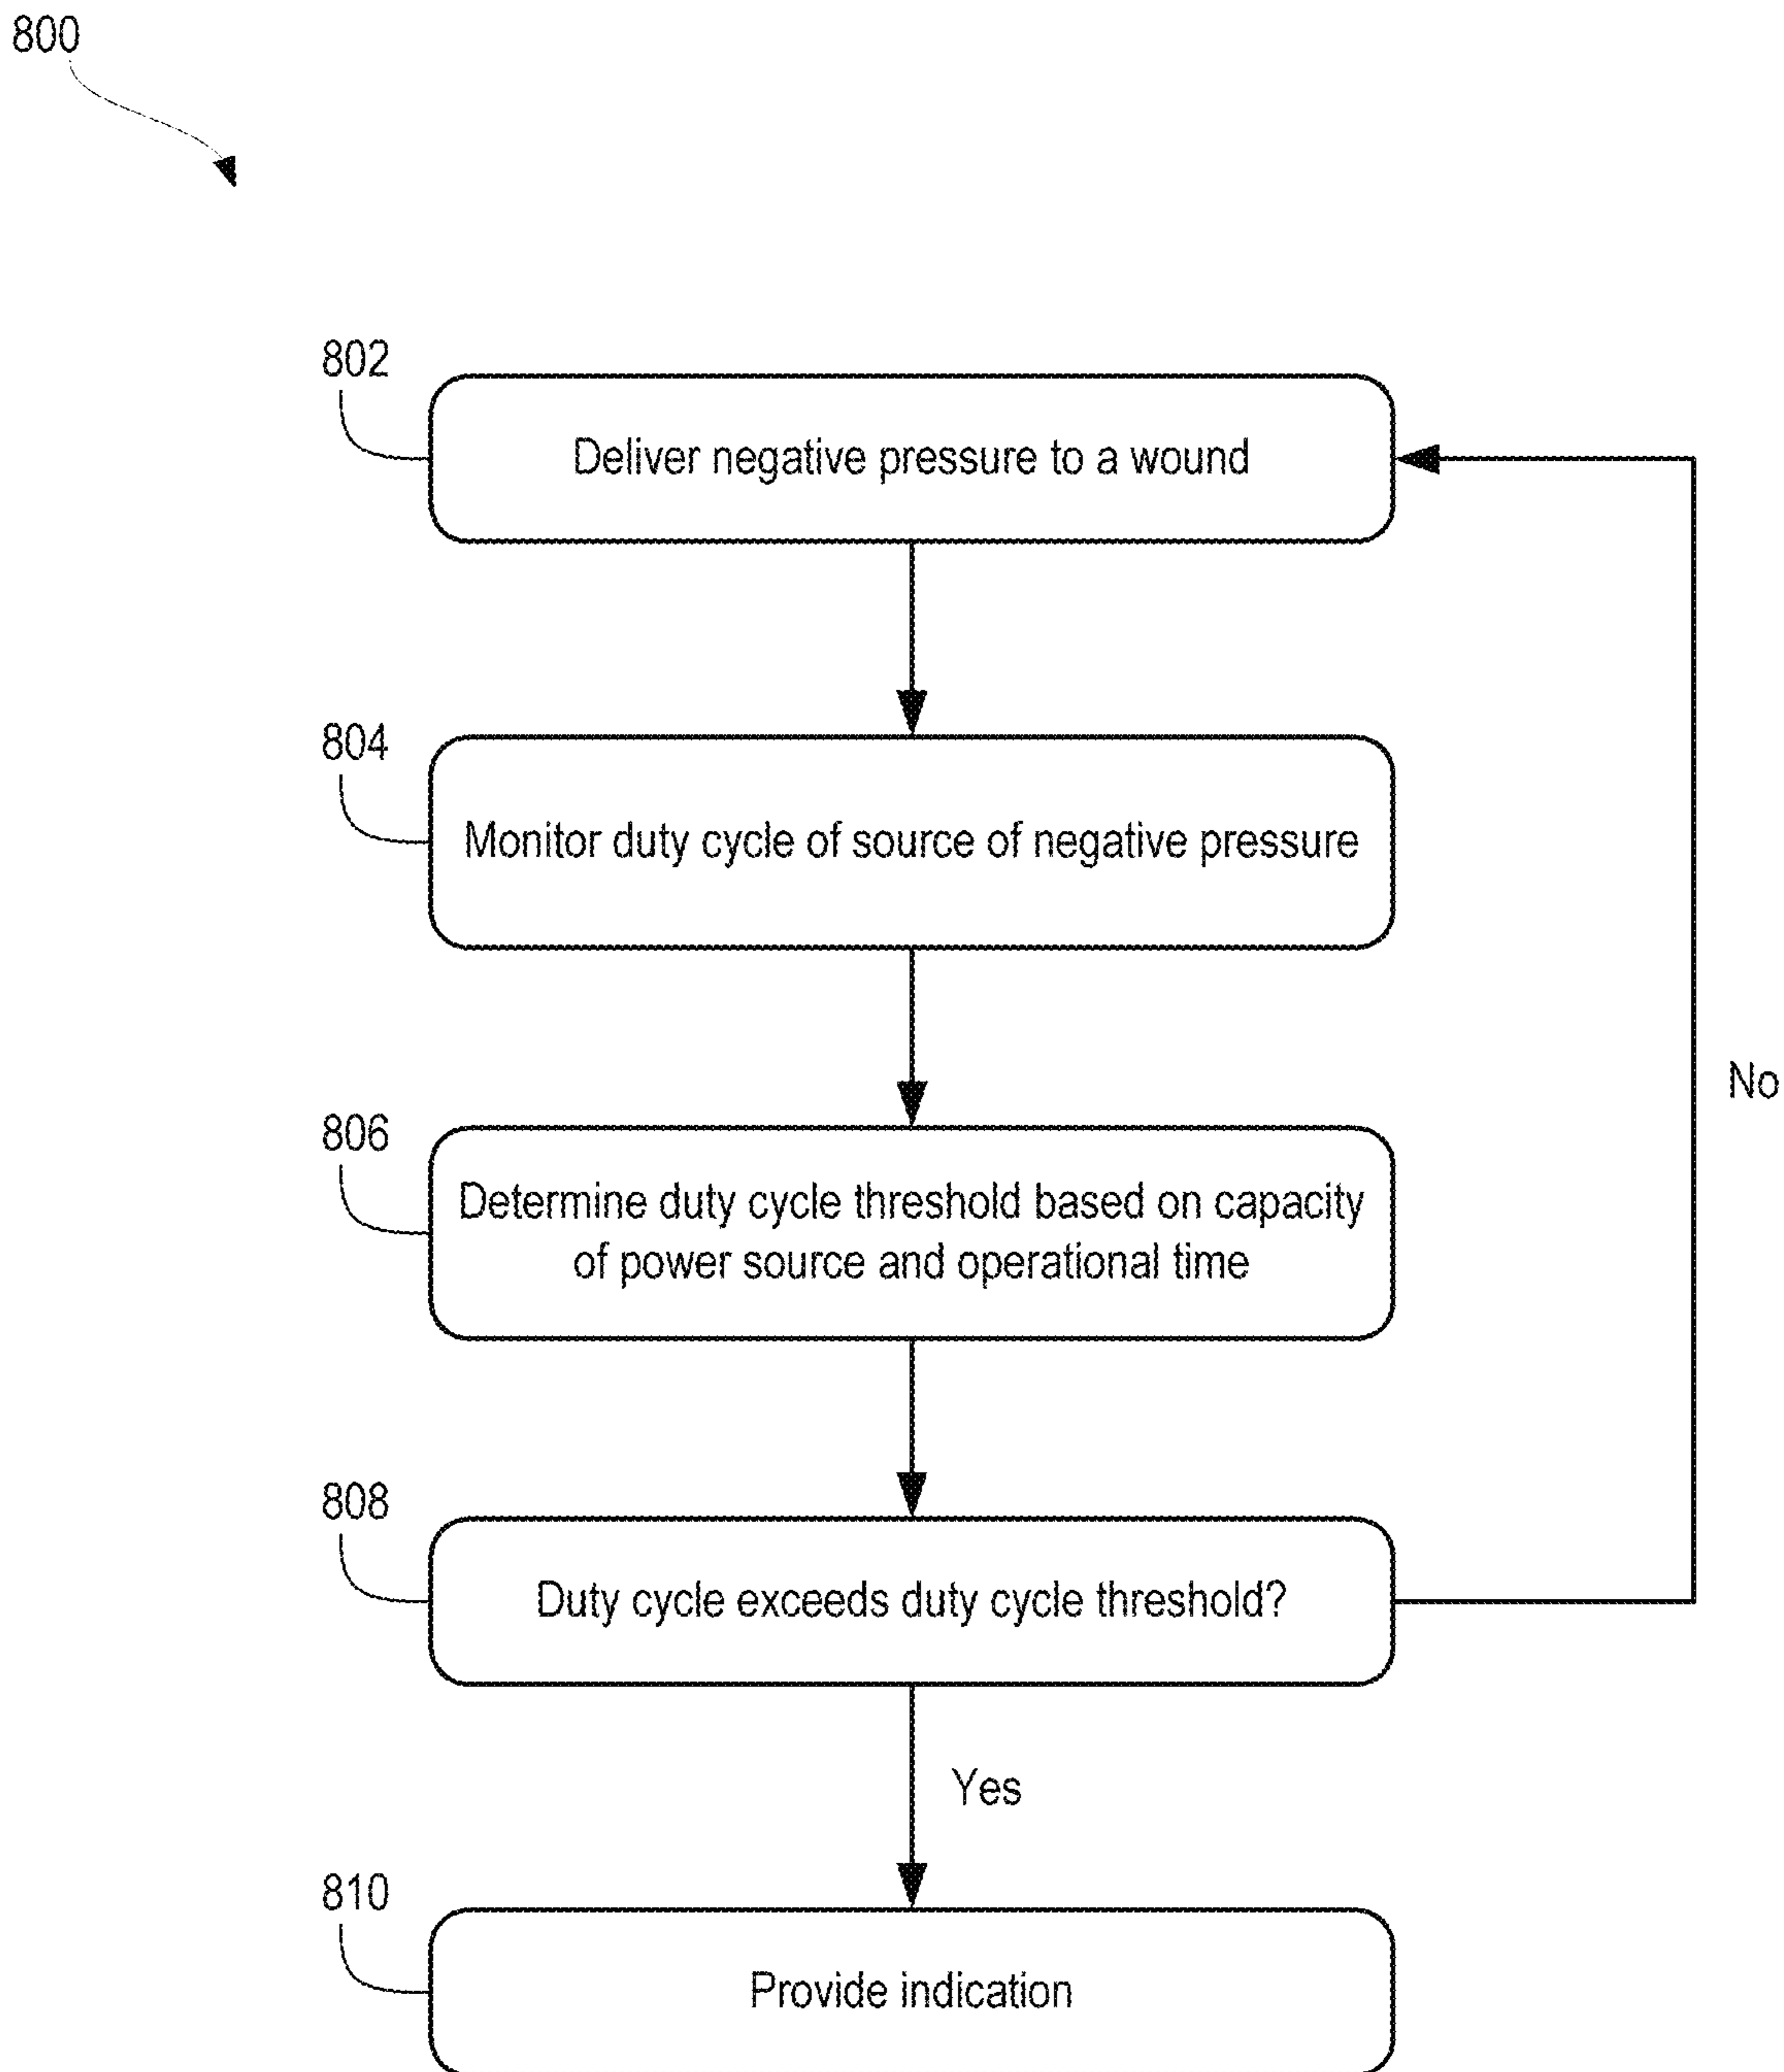 800
802
Deliver negative pressure to a wound
804
Monitor duty cycle of source of negative pressure
806
Determine duty cycle threshold based on capacity
of power source and operational time
No
808
Duty cycle exceeds duty cycle threshold?
Yes
810
Provide indication